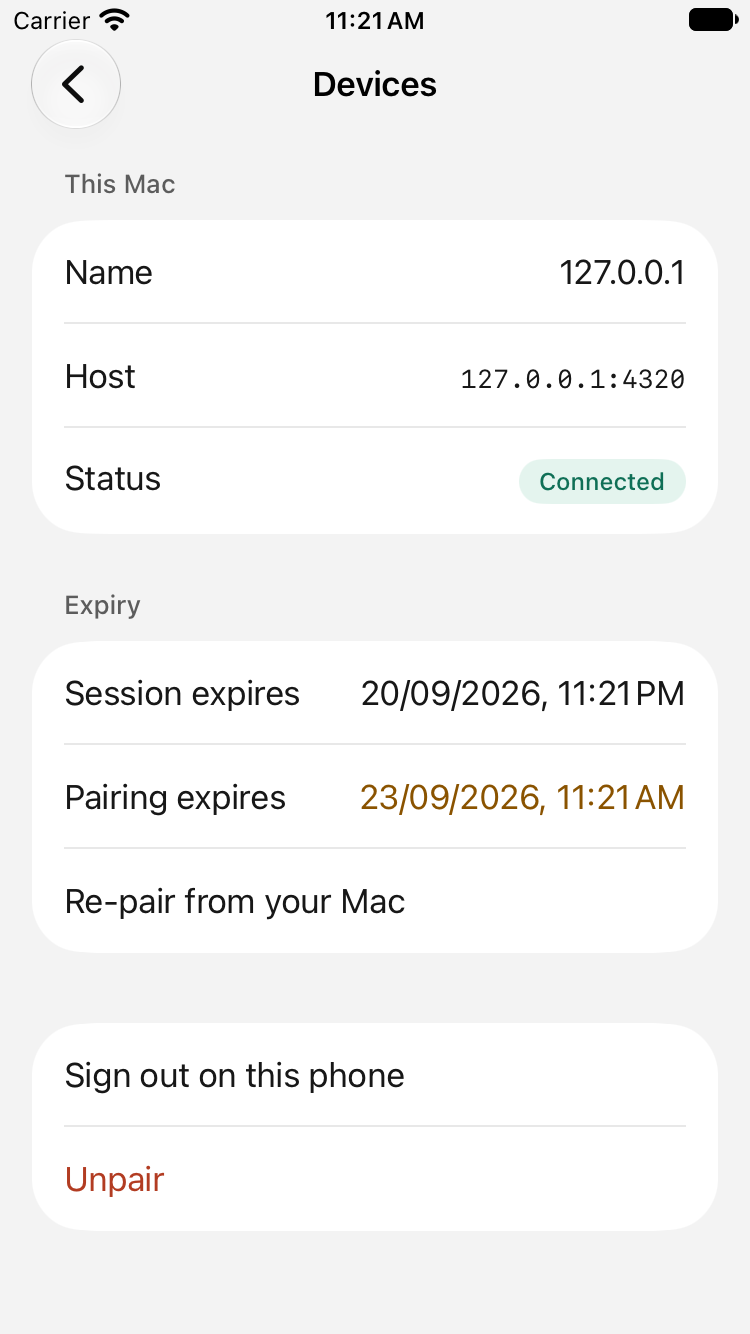 Carrier 11:21 AM
Devices
This Mac
Name 127.0.0.1
Host 127.0.0.1:4320
Status Connected
Expiry
Session expires 20/09/2026, 11:21 PM
Pairing expires 23/09/2026, 11:21 AM
Re-pair from your Mac
Sign out on this phone
Unpair